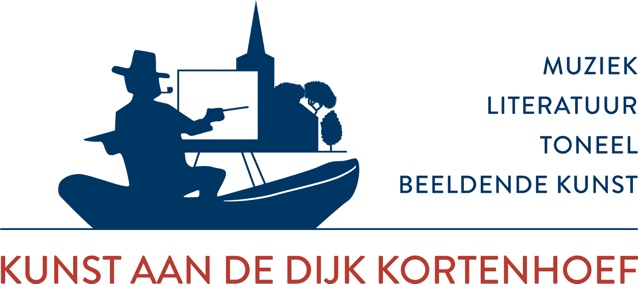 MUZIEK
LITERATUUR
TONEEL
BEELDENDE KUNST
KUNST AAN DE DIJK KORTENHOEF